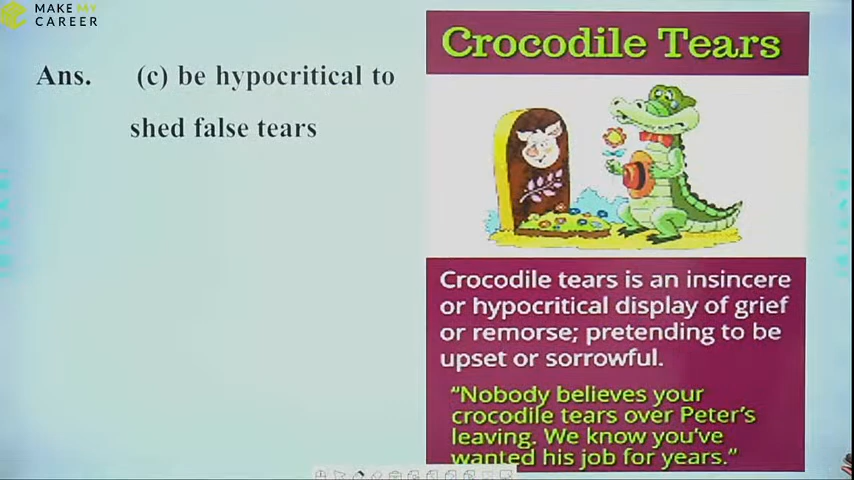 MAKE MY
CAREER
Ans. (c) be hypocritical to
shed false tears
Crocodile Tears
Crocodile tears is an insincere
or hypocritical display of grief
or remorse; pretending to be
upset or sorrowful.
“Nobody believes your
crocodile tears over Peter’s
leaving. We know you’ve
wanted his job for years.”